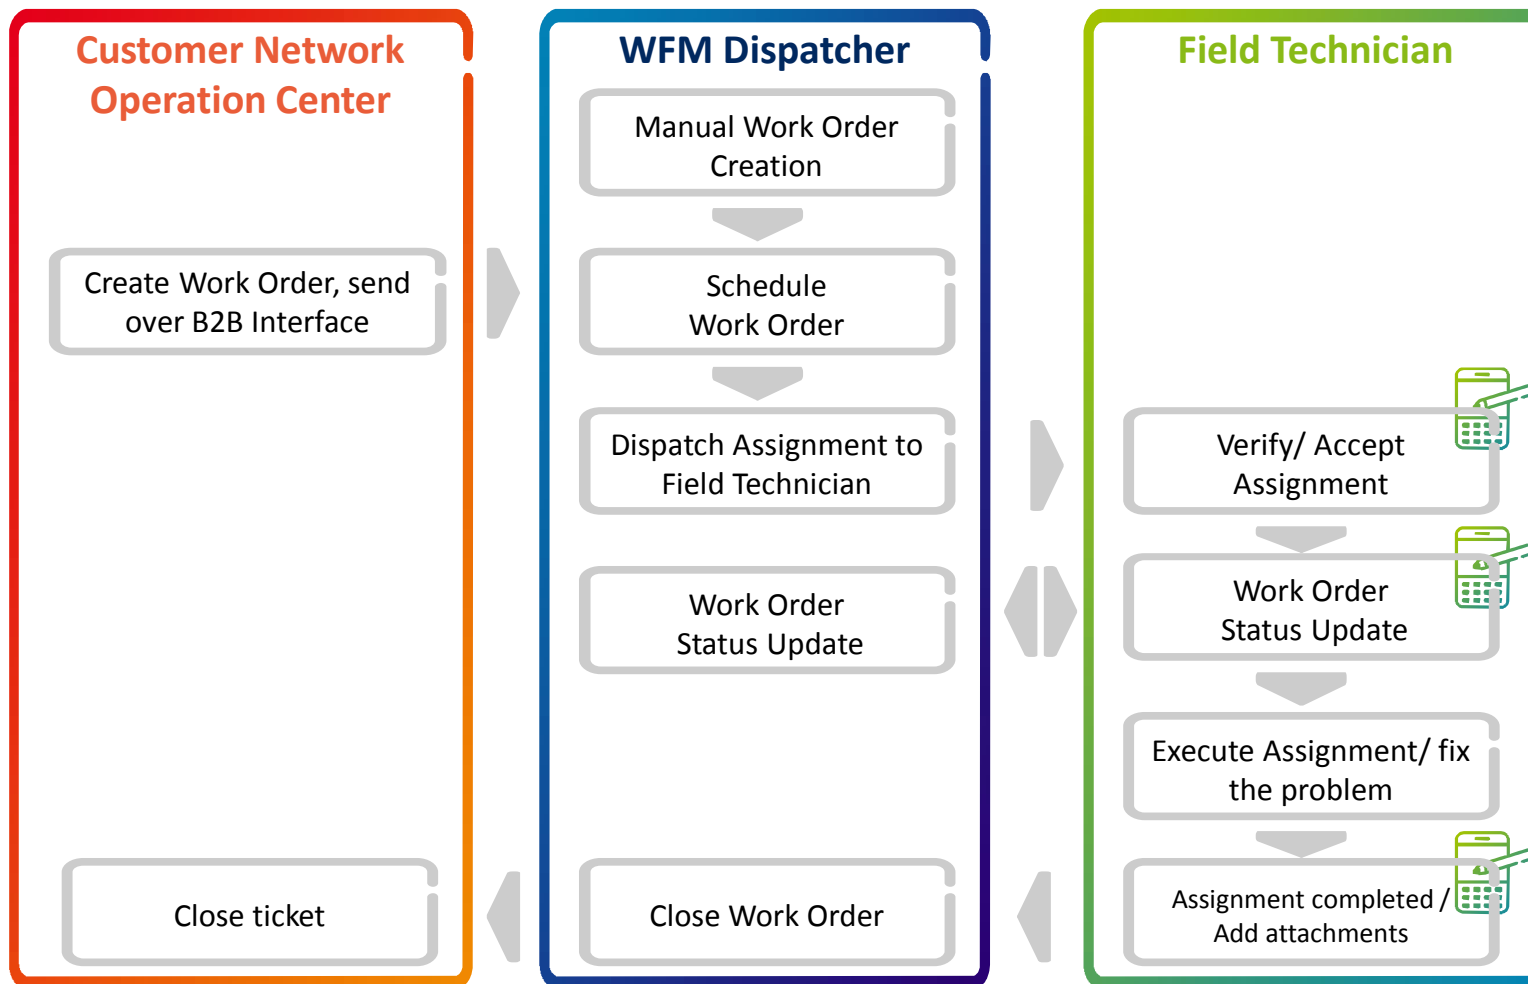 Customer Network
Operation Center
Create Work Order, send
over B2B Interface
Close ticket
WFM Dispatcher
Manual Work Order
Creation
Schedule
Work Order
Dispatch Assignment to
Field Technician
Work Order
Status Update
Close Work Order
Field Technician
Verify/ Accept
Assignment
Work Order
Status Update
Execute Assignment/ fix
the problem
Assignment completed /
Add attachments